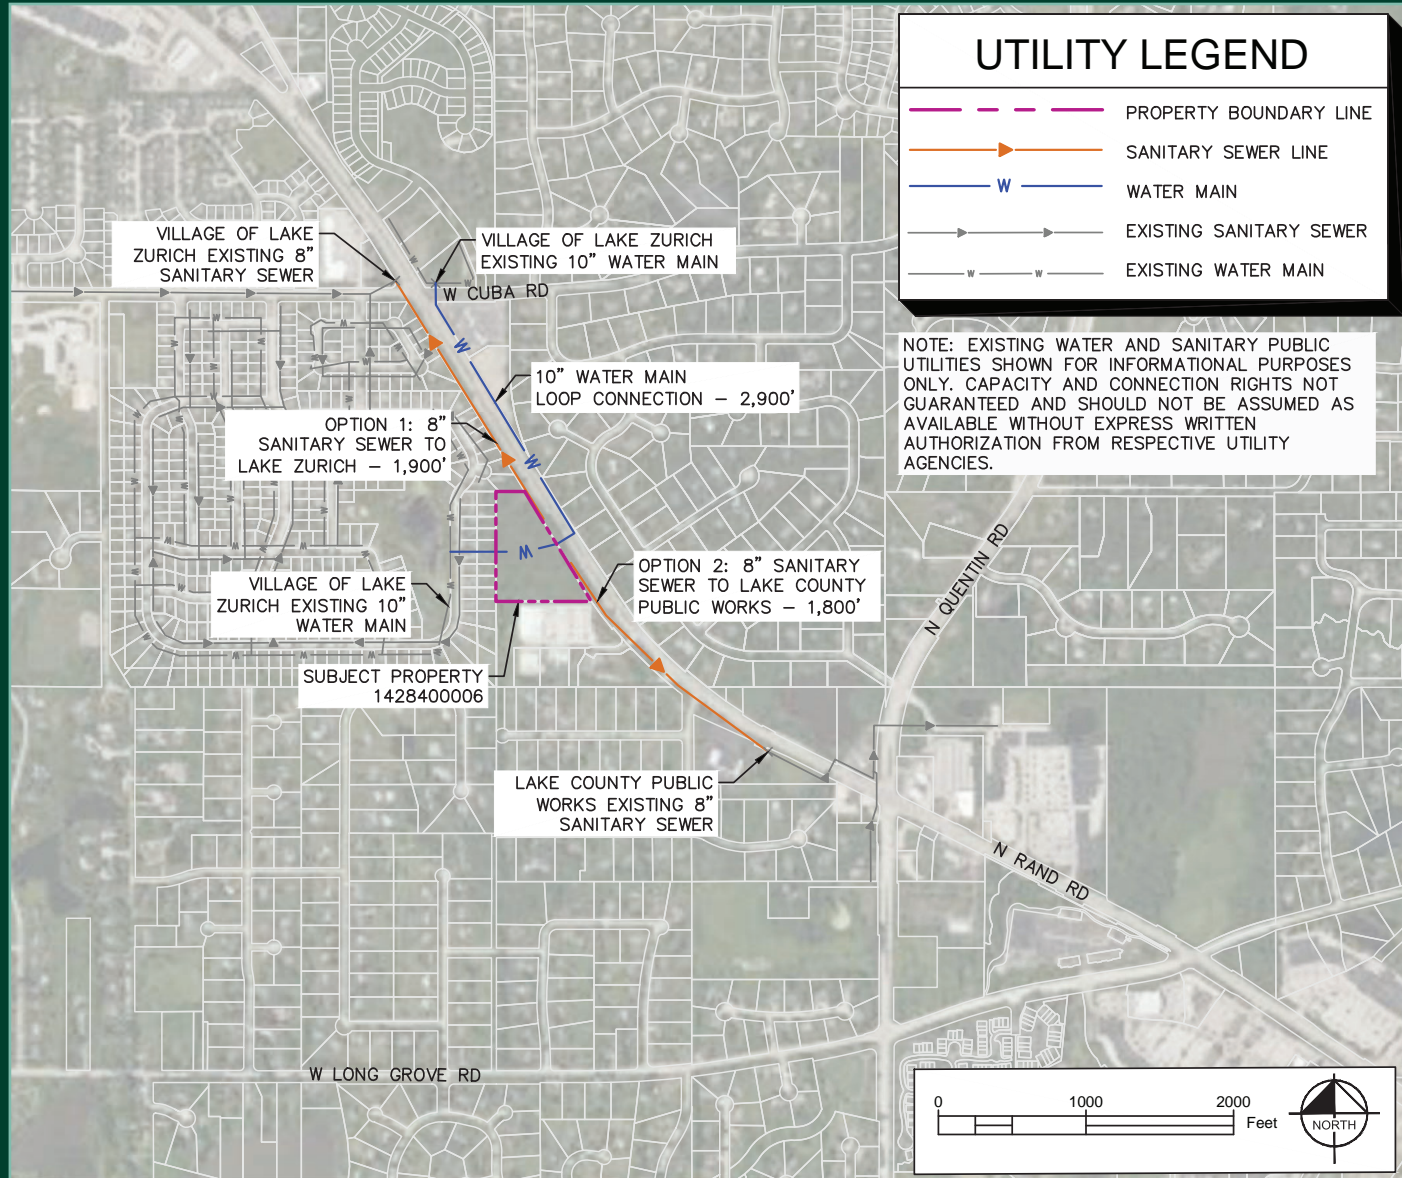 UTILITY LEGEND
PROPERTY BOUNDARY LINE
SANITARY SEWER LINE
W
WATER MAIN
EXISTING SANITARY SEWER
W W
EXISTING WATER MAIN
NOTE: EXISTING WATER AND SANITARY PUBLIC
UTILITIES SHOWN FOR INFORMATIONAL PURPOSES
ONLY. CAPACITY AND CONNECTION RIGHTS NOT
GUARANTEED AND SHOULD NOT BE ASSUMED AS
AVAILABLE WITHOUT EXPRESS WRITTEN
AUTHORIZATION FROM RESPECTIVE UTILITY
AGENCIES.
VILLAGE OF LAKE
ZURICH EXISTING 8"
SANITARY SEWER
VILLAGE OF LAKE ZURICH
EXISTING 10" WATER MAIN
W CUBA RD
W
10" WATER MAIN
LOOP CONNECTION – 2,900'
OPTION 1: 8"
SANITARY SEWER TO
LAKE ZURICH – 1,900'
W
W
OPTION 2: 8" SANITARY
SEWER TO LAKE COUNTY
PUBLIC WORKS – 1,800'
VILLAGE OF LAKE
ZURICH EXISTING 10"
WATER MAIN
SUBJECT PROPERTY
1428400006
N QUENTIN RD
LAKE COUNTY PUBLIC
WORKS EXISTING 8"
SANITARY SEWER
N RAND RD
W LONG GROVE RD
0 1000 2000
Feet
NORTH